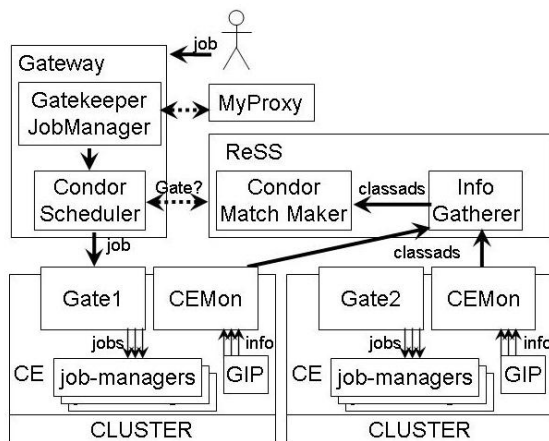 job
Gateway
Gatekeeper
JobManager
MyProxy
ReSS
Condor
Scheduler
Gate?
Condor
Match Maker
classads
Info
Gatherer
job
classads
Gate1
CEMon
Gate2
CEMon
jobs
info
jobs
info
CE
job-managers
GIP
CE
job-managers
GIP
CLUSTER
CLUSTER